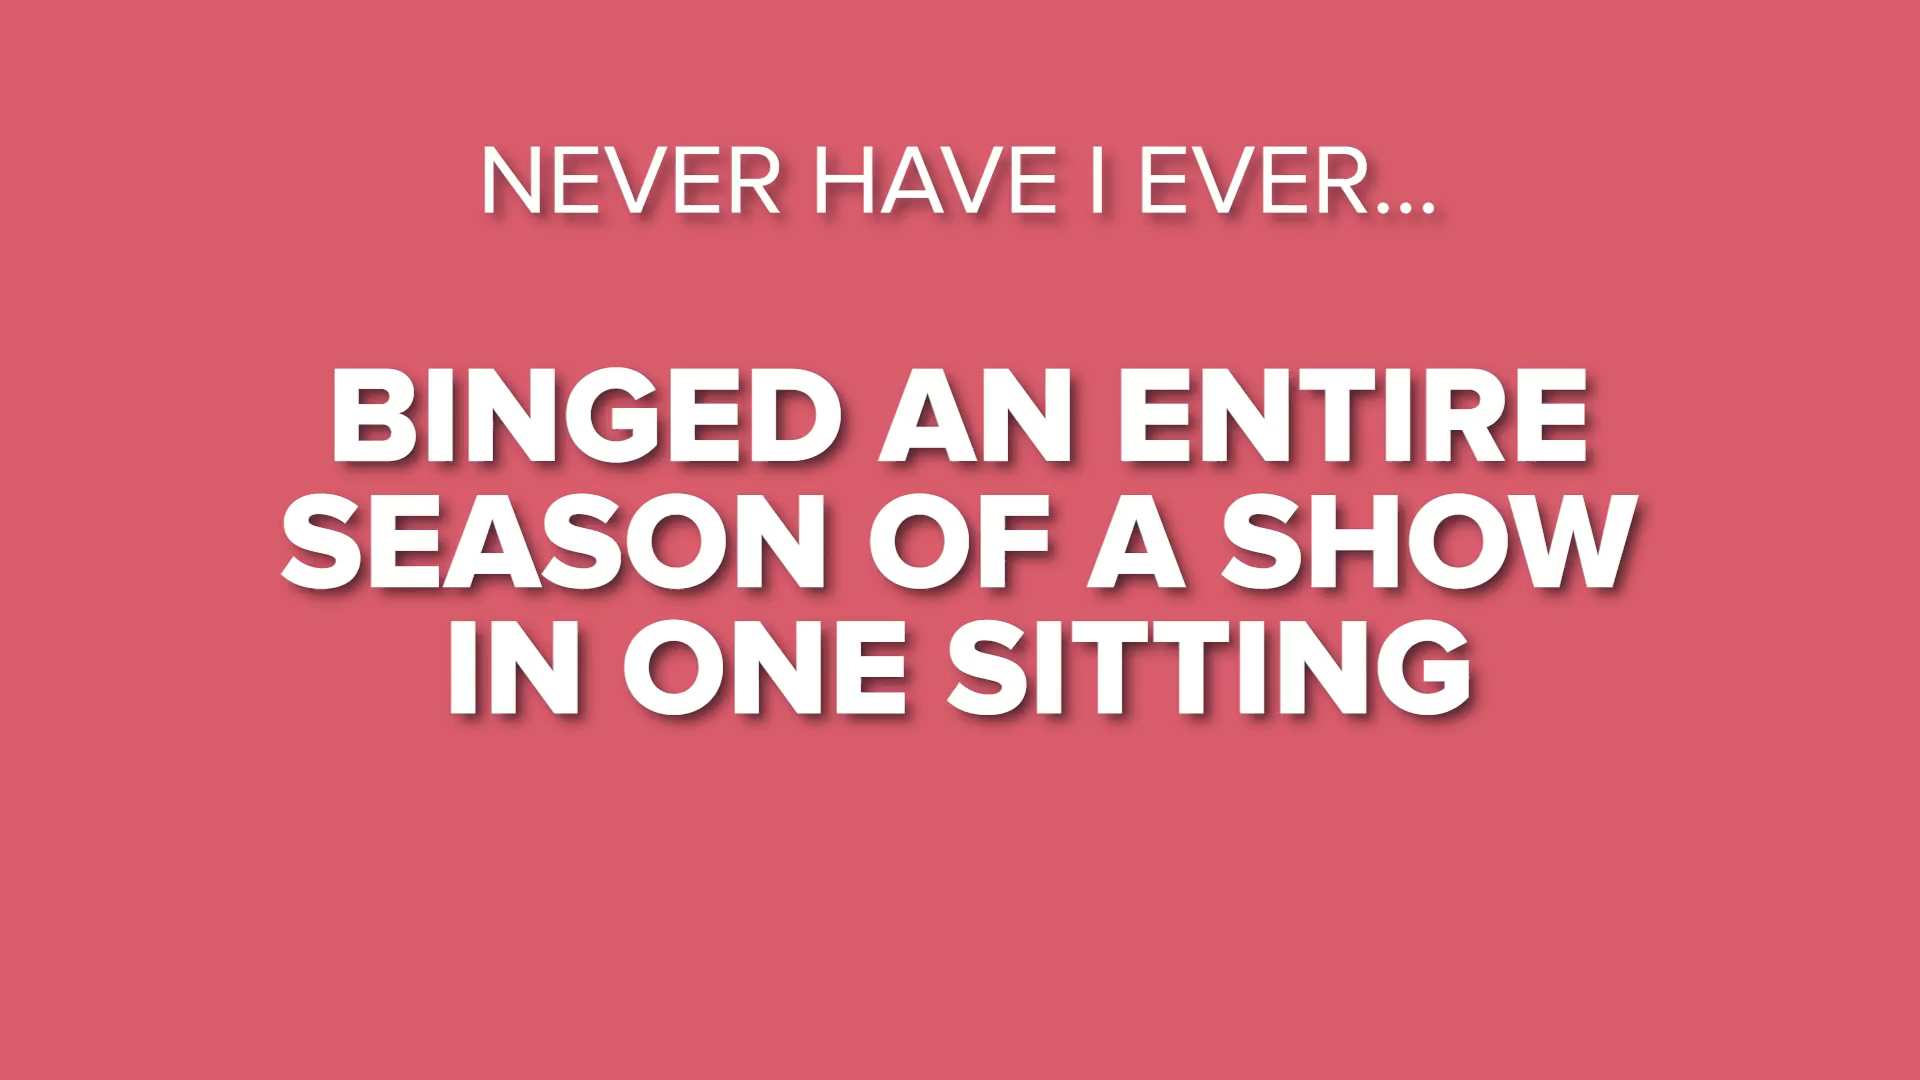 NEVER HAVE I EVER...
BINGED AN ENTIRE
SEASON OF A SHOW
IN ONE SITTING